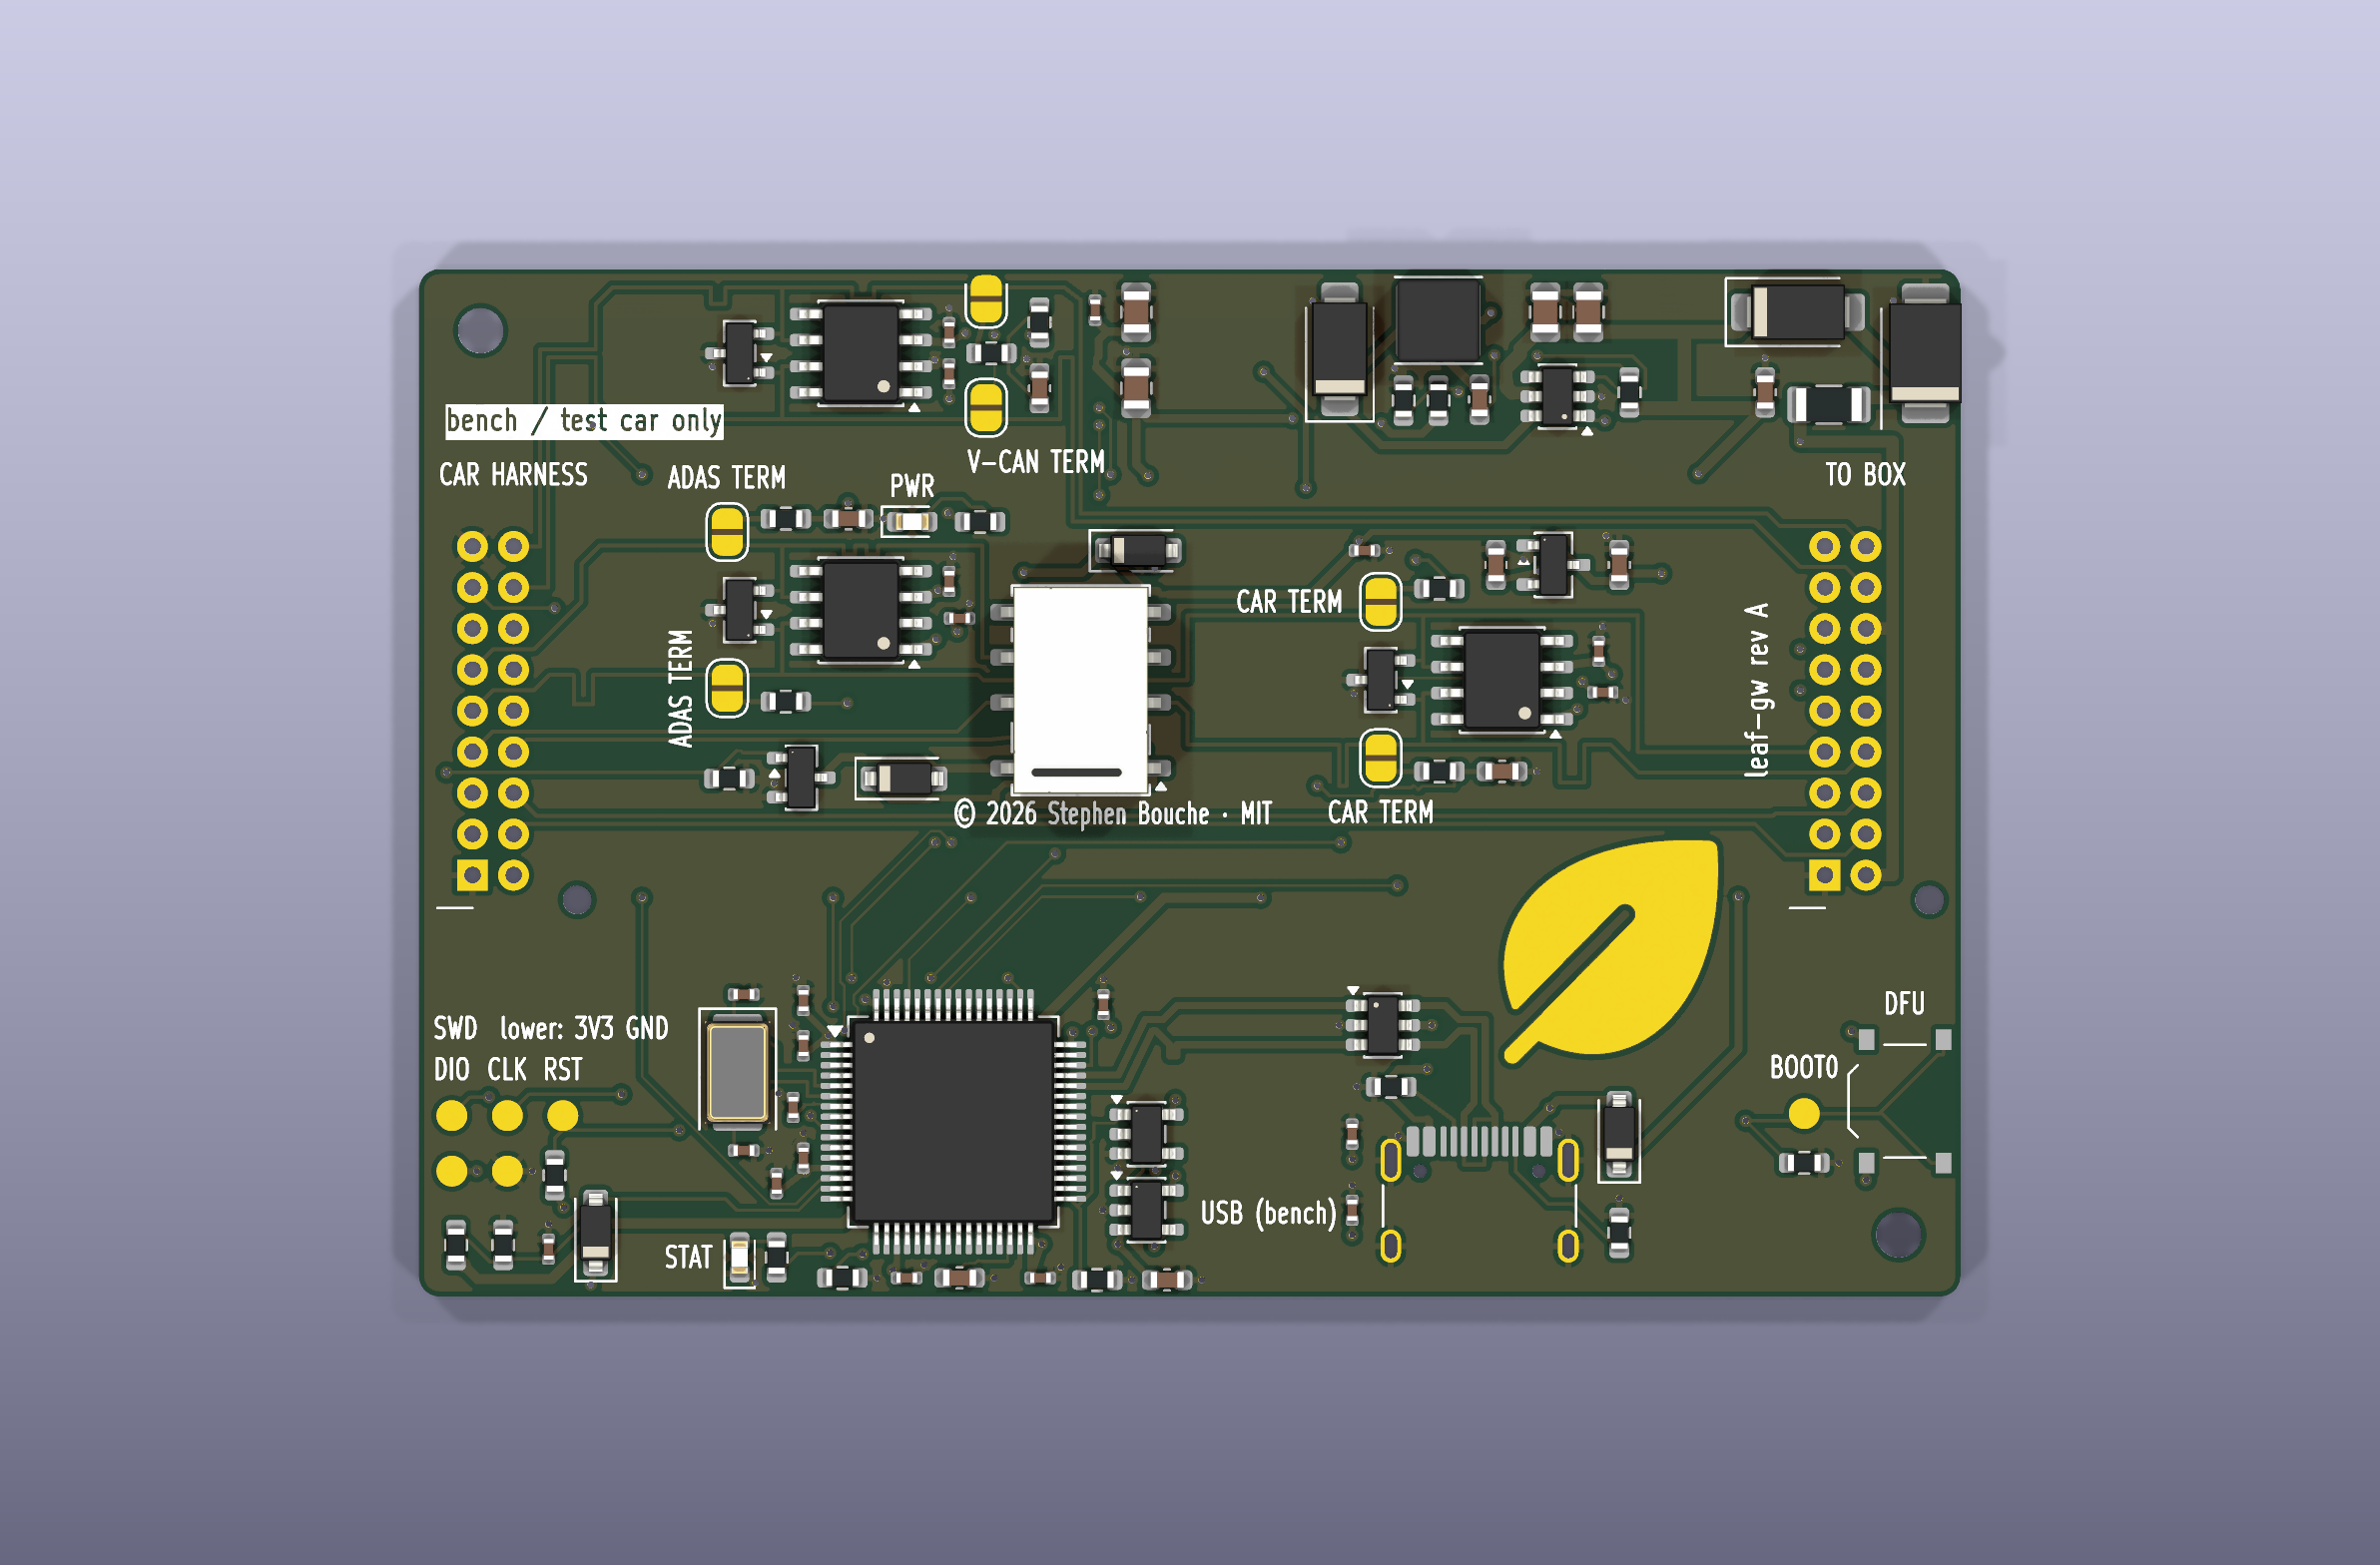 bench / test car only
CAR HARNESS
ADAS TERM
V-CAN TERM
PWR
TO BOX
CAR TERM
ADAS TERM
leaf-gw rev A
© 2026 Stephen Bouche · MIT
CAR TERM
SWD lower: 3V3 GND
DIO CLK RST
DFU
BOOT0
USB (bench)
STAT